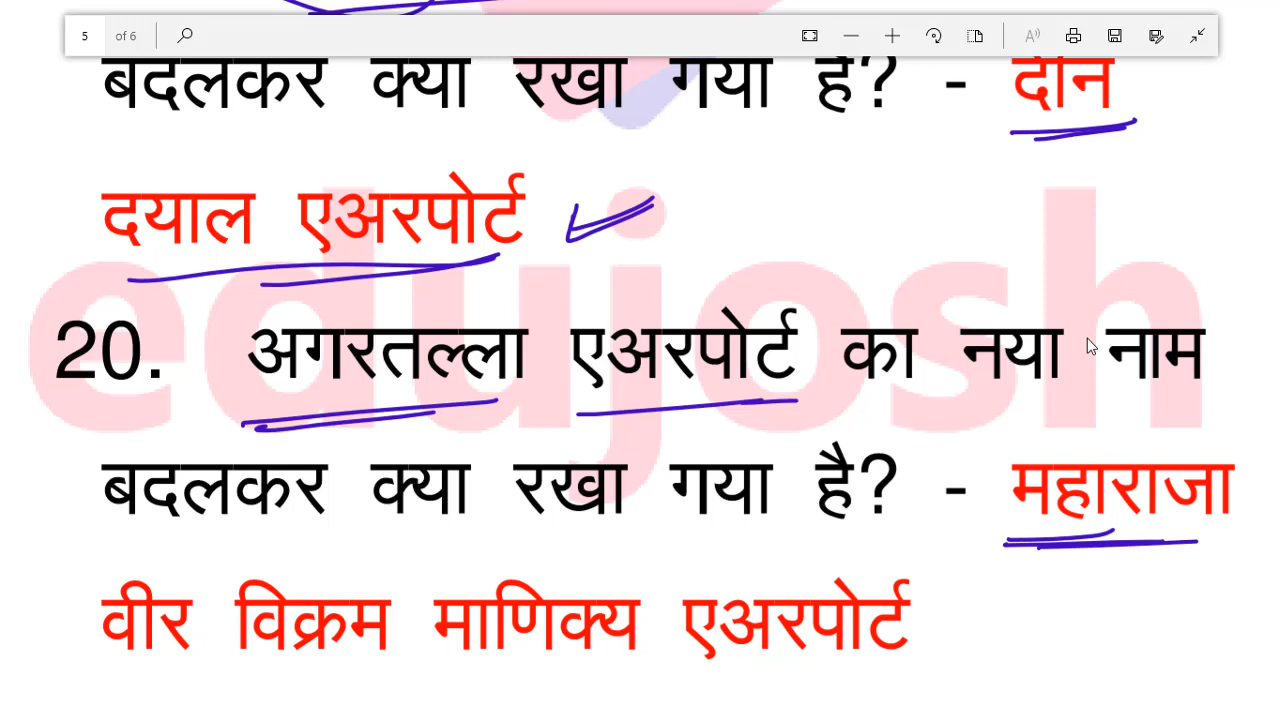 5 of 6
बदलकर क्या रखा गया है? - दीन
दयाल एअरपोर्ट
edujosh
20. अगरतल्ला एअरपोर्ट का नया नाम
बदलकर क्या रखा गया है? - महाराजा
वीर विक्रम माणिक्य एअरपोर्ट